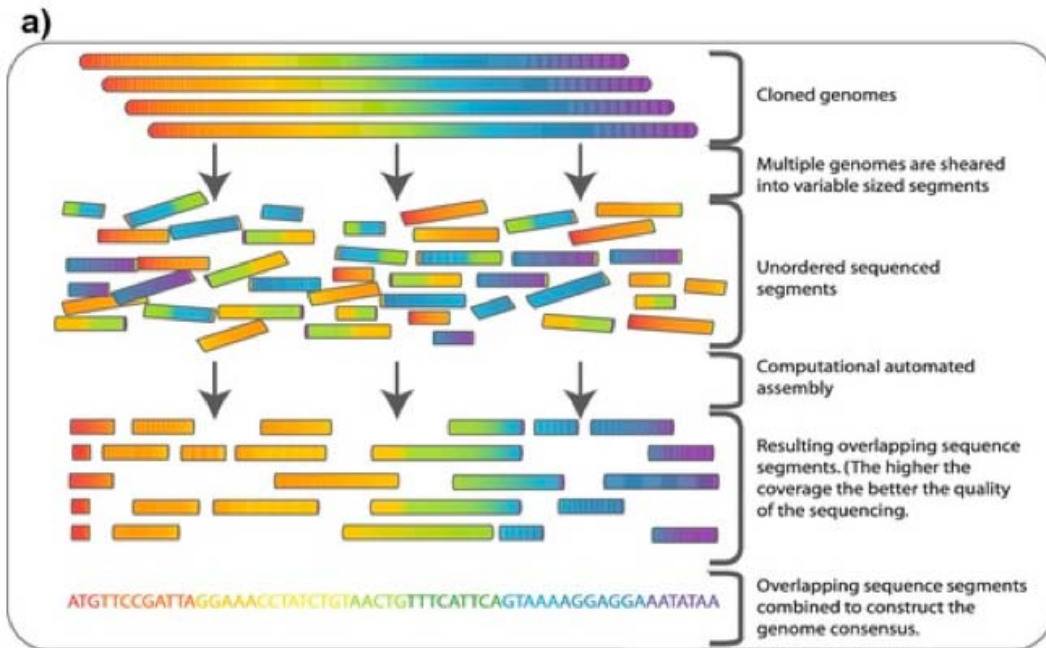 a)
Cloned genomes
Multiple genomes are sheared
into variable sized segments
Unordered sequenced
segments
Computational automated
assembly
Resulting overlapping sequence
segments. (The higher the
coverage the better the quality
of the sequencing.
ATGTTCCGATTAGGAAACCTATCTGTAACTGTTTCATTCAGTAAAAGGAGGAAATATAA
Overlapping sequence segments
combined to construct the
genome consensus.